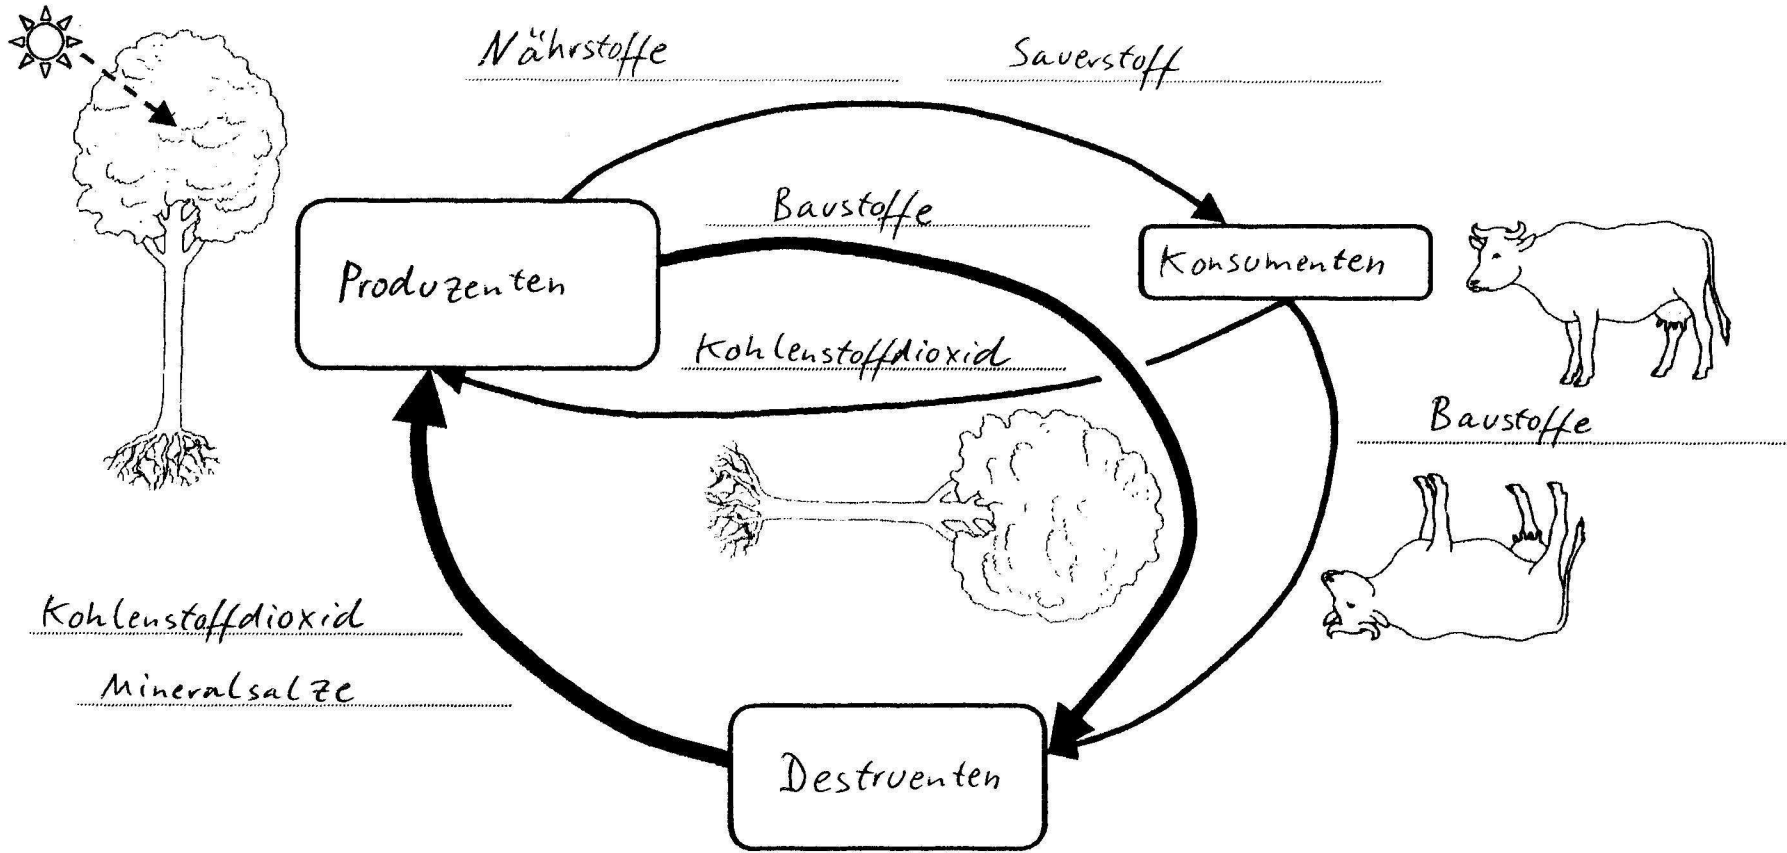 Nährstoffe
Sauerstoff
Baustoffe
Konsumenten
Produzenten
Kohlenstoffdioxid
Baustoffe
Kohlenstoffdioxid
Mineralsalze
Destruenten